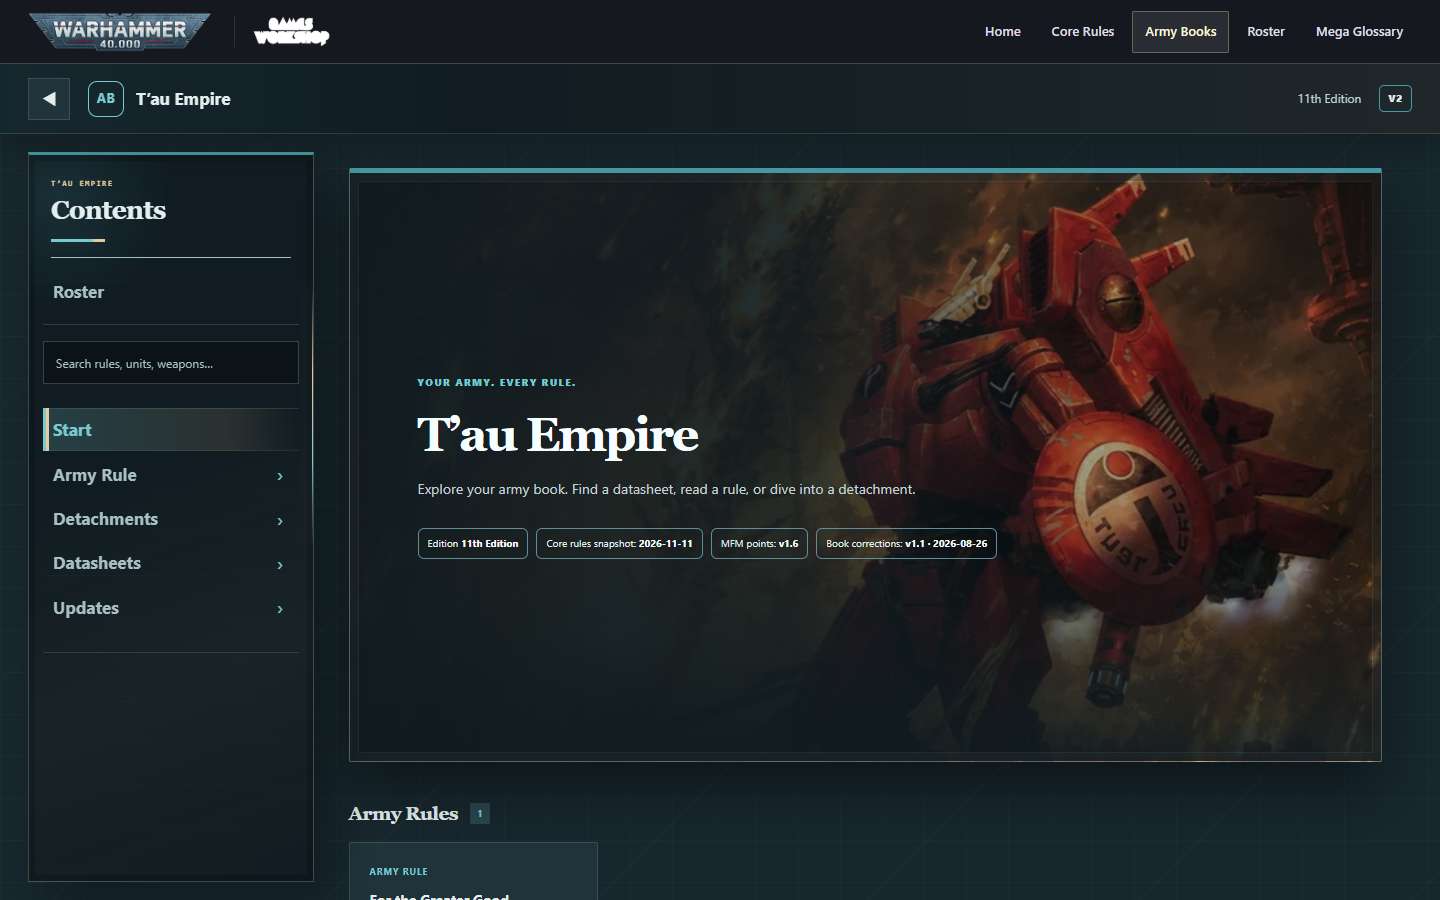 WARHAMMER
40,000
GAMES
WORKSHOP
Home
Core Rules
Army Books
Roster
Mega Glossary
◀
AB
T’au Empire
11th Edition
V2
T’AU EMPIRE
Contents
Roster
Search rules, units, weapons...
Start
Army Rule ›
Detachments ›
Datasheets ›
Updates ›
YOUR ARMY. EVERY RULE.
T’au Empire
Explore your army book. Find a datasheet, read a rule, or dive into a detachment.
Edition 11th Edition
Core rules snapshot: 2026-11-11
MFM points: v1.6
Book corrections: v1.1 • 2026-08-26
Army Rules 1
ARMY RULE
For the Greater Good